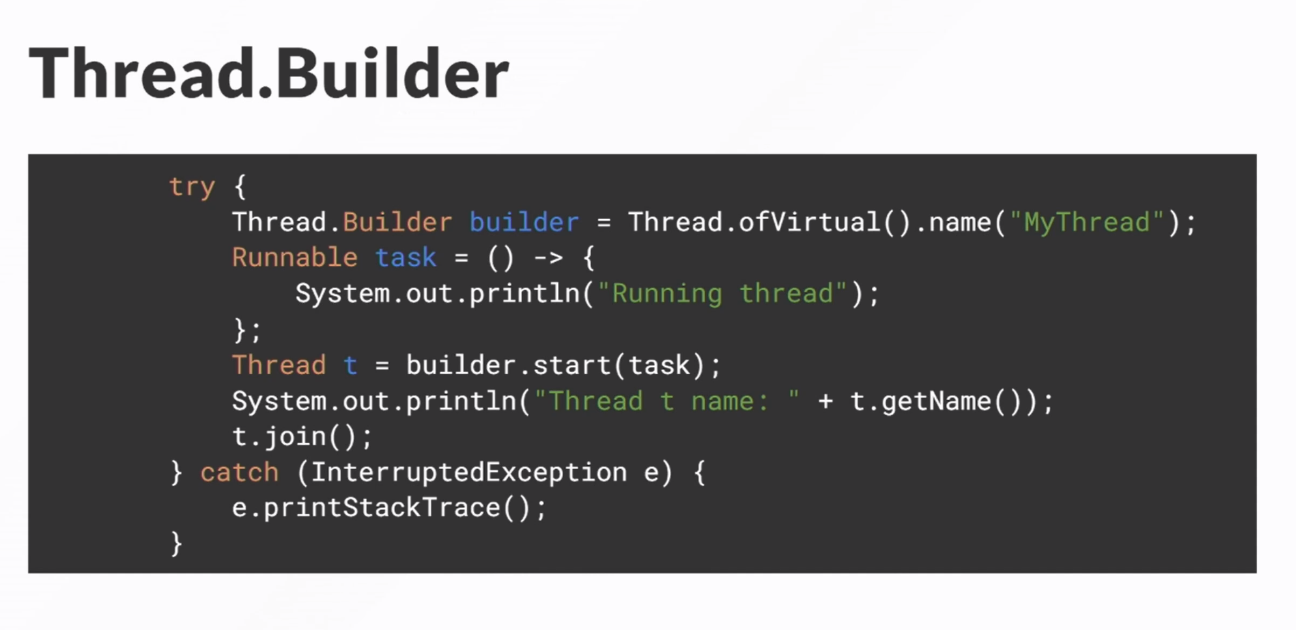 Thread.Builder
try {
Thread.Builder builder = Thread.ofVirtual().name("MyThread");
Runnable task = () -> {
System.out.println("Running thread");
};
Thread t = builder.start(task);
System.out.println("Thread t name: " + t.getName());
t.join();
} catch (InterruptedException e) {
e.printStackTrace();
}